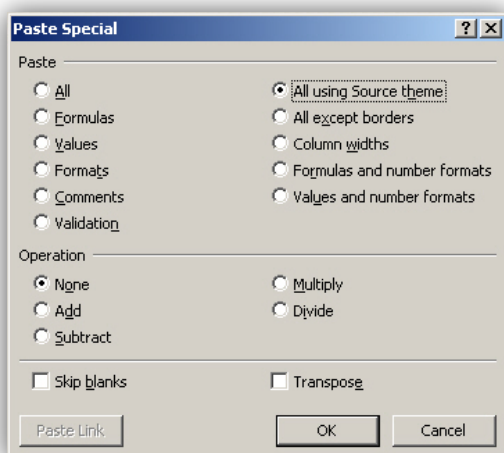 Paste Special
Paste
All
All using Source theme
Formulas
All except borders
Values
Column widths
Formats
Formulas and number formats
Comments
Values and number formats
Validation
Operation
None
Multiply
Add
Divide
Subtract
Skip blanks
Transpose
Paste Link
OK
Cancel